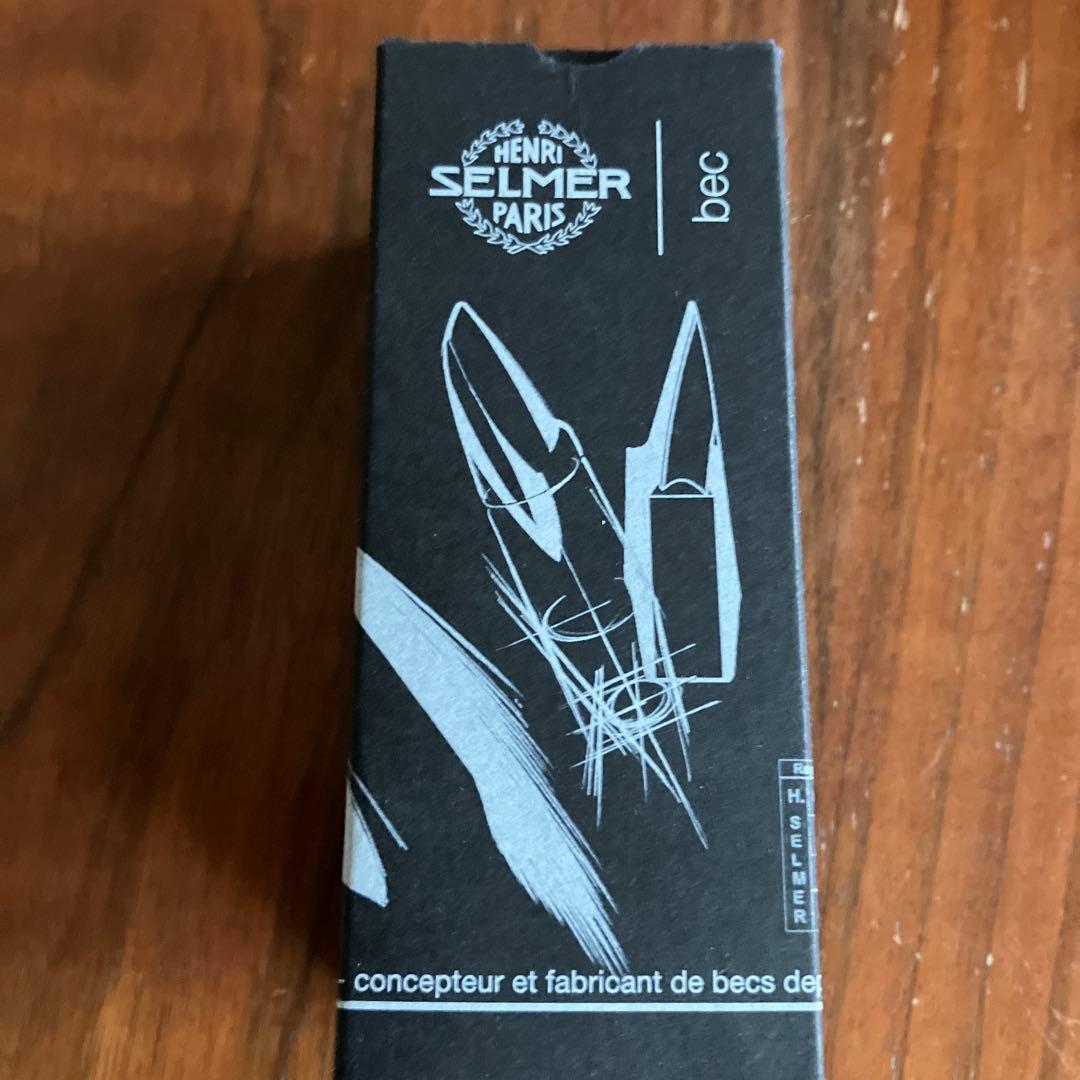 HENRI
SELMER
PARIS
bec
H. SELMER
- concepteur et fabricant de becs